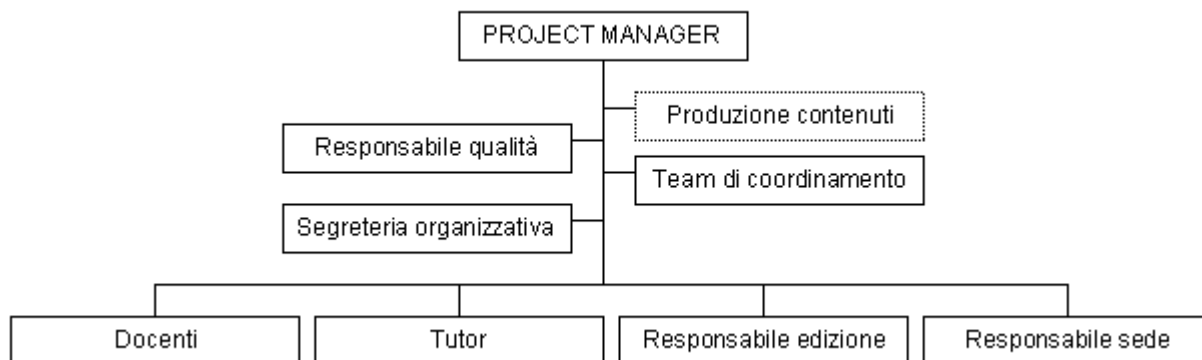 PROJECT MANAGER
Produzione contenuti
Responsabile qualità
Team di coordinamento
Segreteria organizzativa
Docenti
Tutor
Responsabile edizione
Responsabile sede